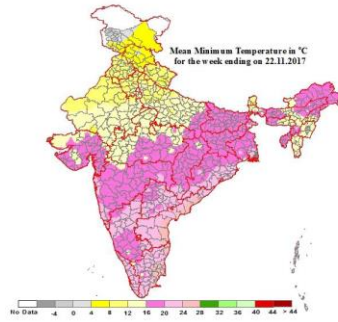 Mean Minimum Temperature in °C
for the week ending on 22.11.2017
No Data -4 0 4 8 12 16 20 24 28 32 36 40 44 > 44